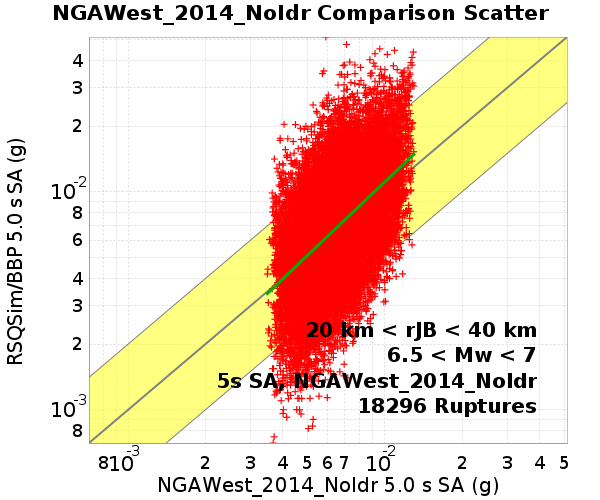 NGAWest_2014_NoIdr Comparison Scatter
RSQSim/BBP 5.0 s SA (g)
4
3
2
10-2
8
6
4
3
2
10-3
8
20 km < rJB < 40 km
6.5 < Mw < 7
5s SA, NGAWest_2014_NoIdr
18296 Ruptures
8 10-3 2 3 4 5 6 7 10-2 2 3 4 5
NGAWest_2014_NoIdr 5.0 s SA (g)